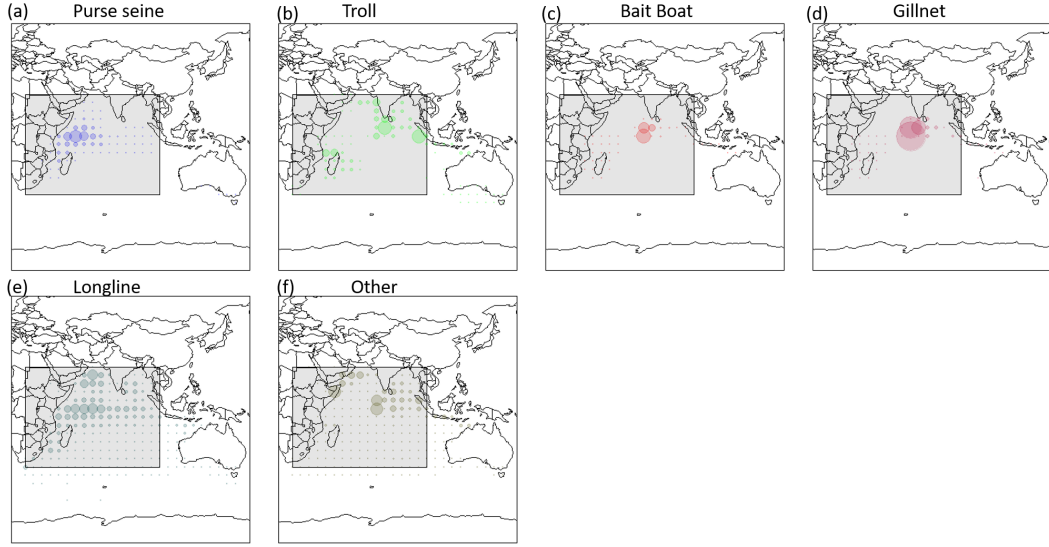 (a) Purse seine
(b) Troll
(c) Bait Boat
(d) Gillnet
(e) Longline
(f) Other